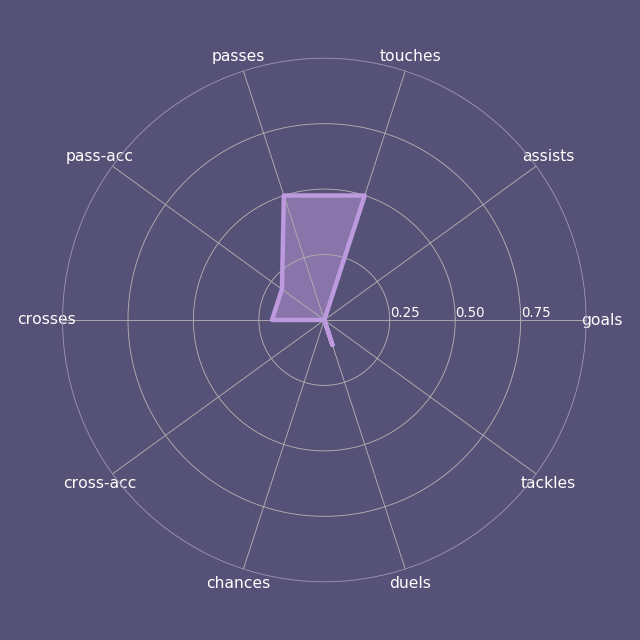 passes
touches
pass-acc
assists
crosses
0.25
0.50
0.75
goals
cross-acc
tackles
chances
duels